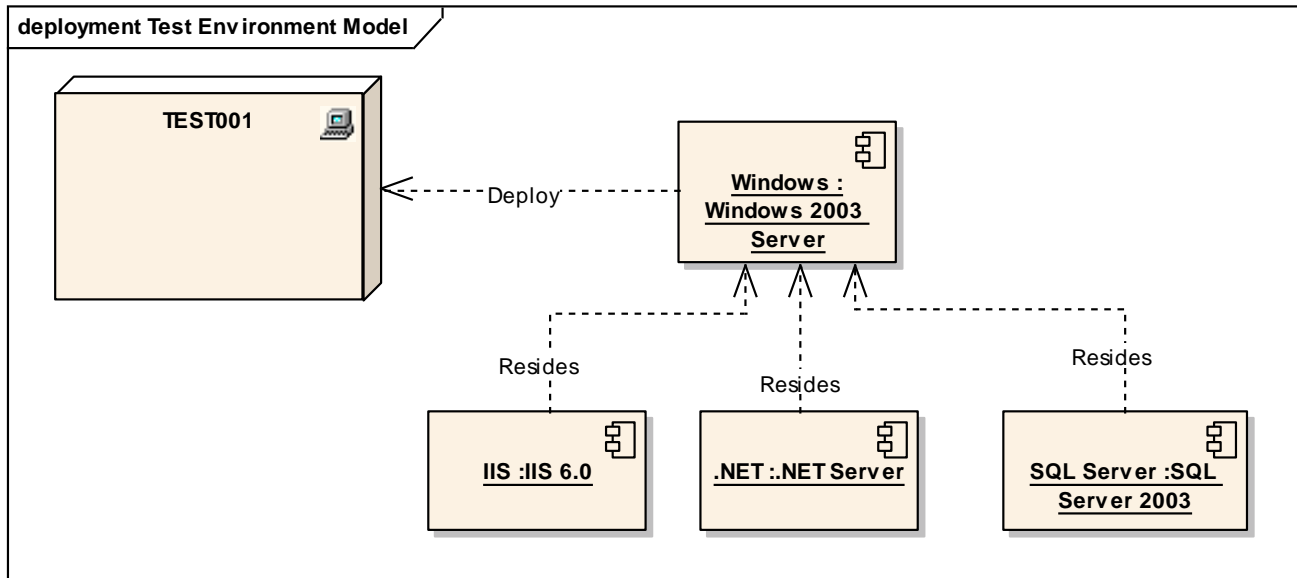 deployment Test Environment Model
TEST001
Deploy
Windows :
Windows 2003
Server
Resides
Resides
Resides
IIS :IIS 6.0
.NET :.NET Server
SQL Server :SQL
Server 2003